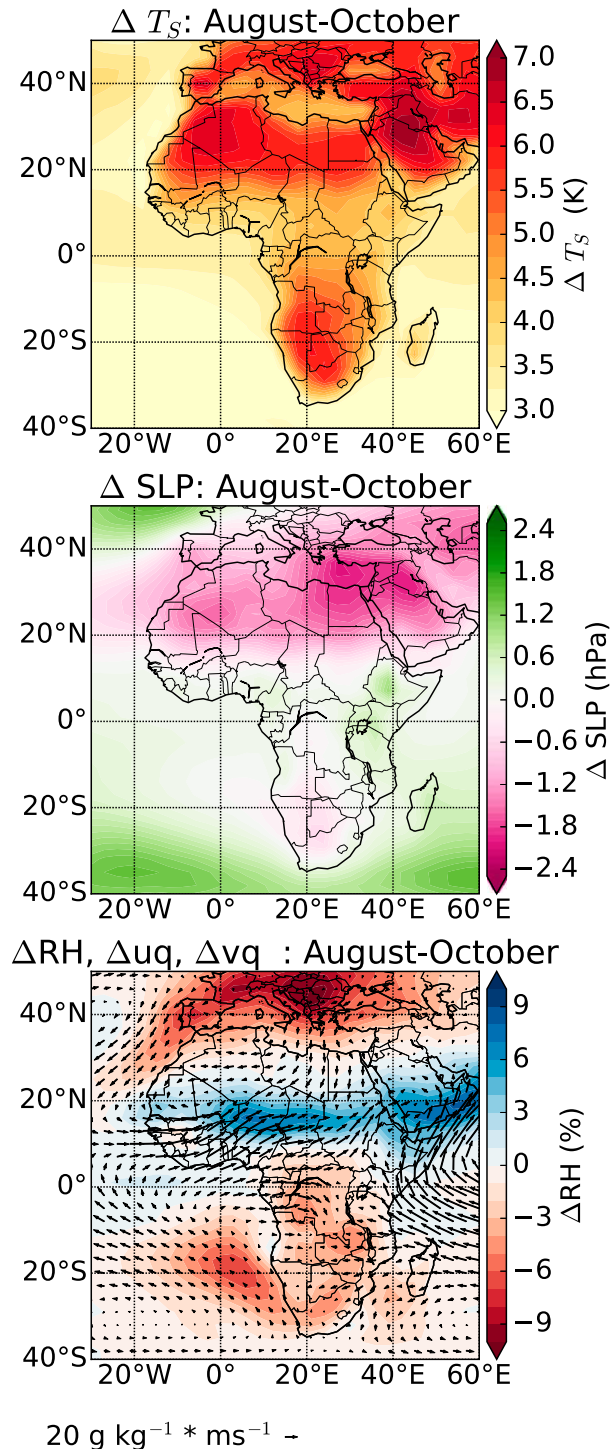 Δ T_S: August-October
40°N
20°N
0°
20°S
40°S
20°W 0° 20°E 40°E 60°E
7.0
6.5
6.0
5.5
5.0
4.5
4.0
3.5
3.0
Δ T_S (K)
Δ SLP: August-October
40°N
20°N
0°
20°S
40°S
20°W 0° 20°E 40°E 60°E
2.4
1.8
1.2
0.6
0.0
−0.6
−1.2
−1.8
−2.4
Δ SLP (hPa)
ΔRH, Δuq, Δvq : August-October
40°N
20°N
0°
20°S
40°S
20°W 0° 20°E 40°E 60°E
9
6
3
0
−3
−6
−9
ΔRH (%)
20 g kg⁻¹ * ms⁻¹ →